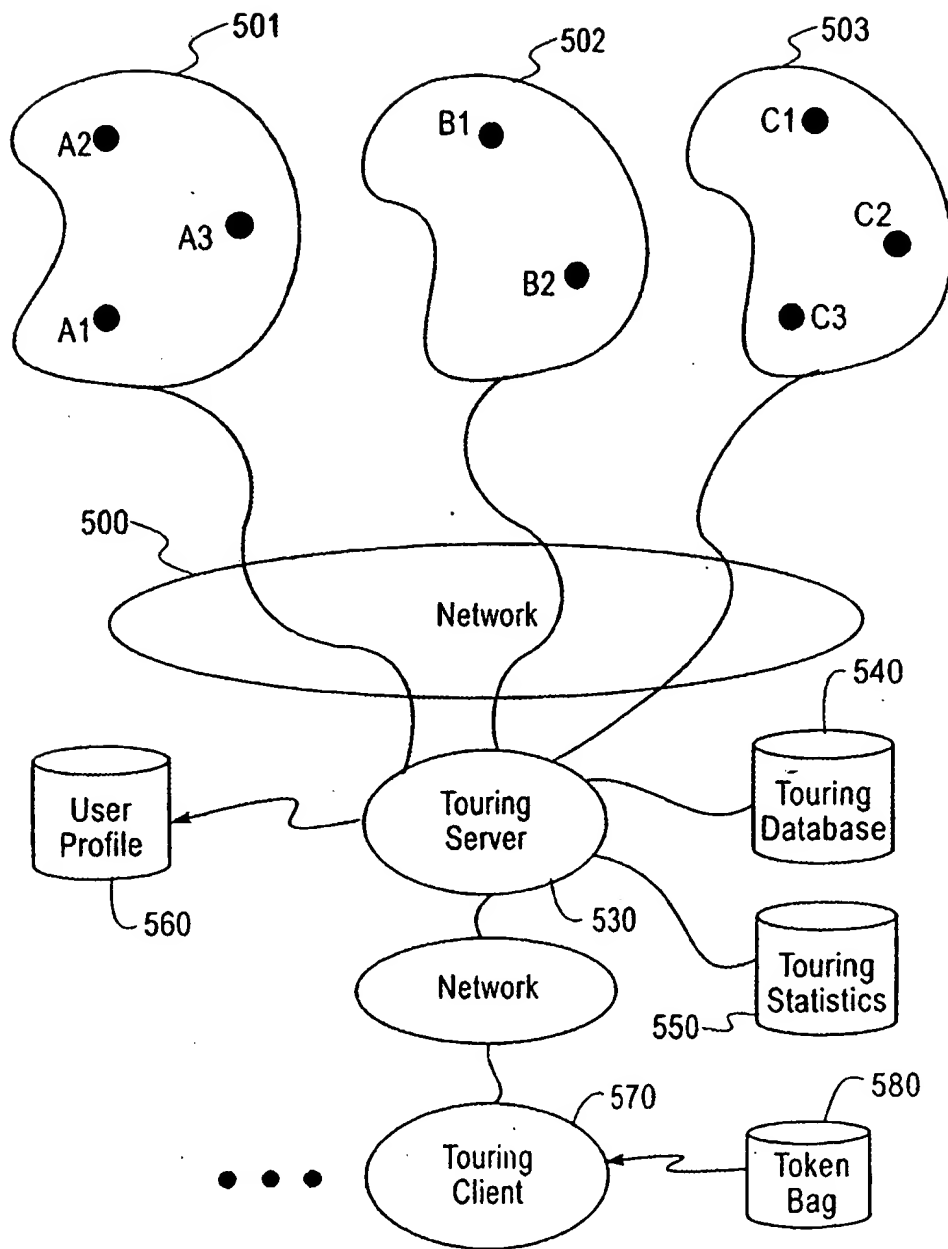 501
502
503
A2
A3
A1
B1
B2
C1
C2
C3
500
Network
540
User
Profile
560
Touring
Server
530
Touring
Database
Network
Touring
Statistics
550
570
580
Touring
Client
Token
Bag